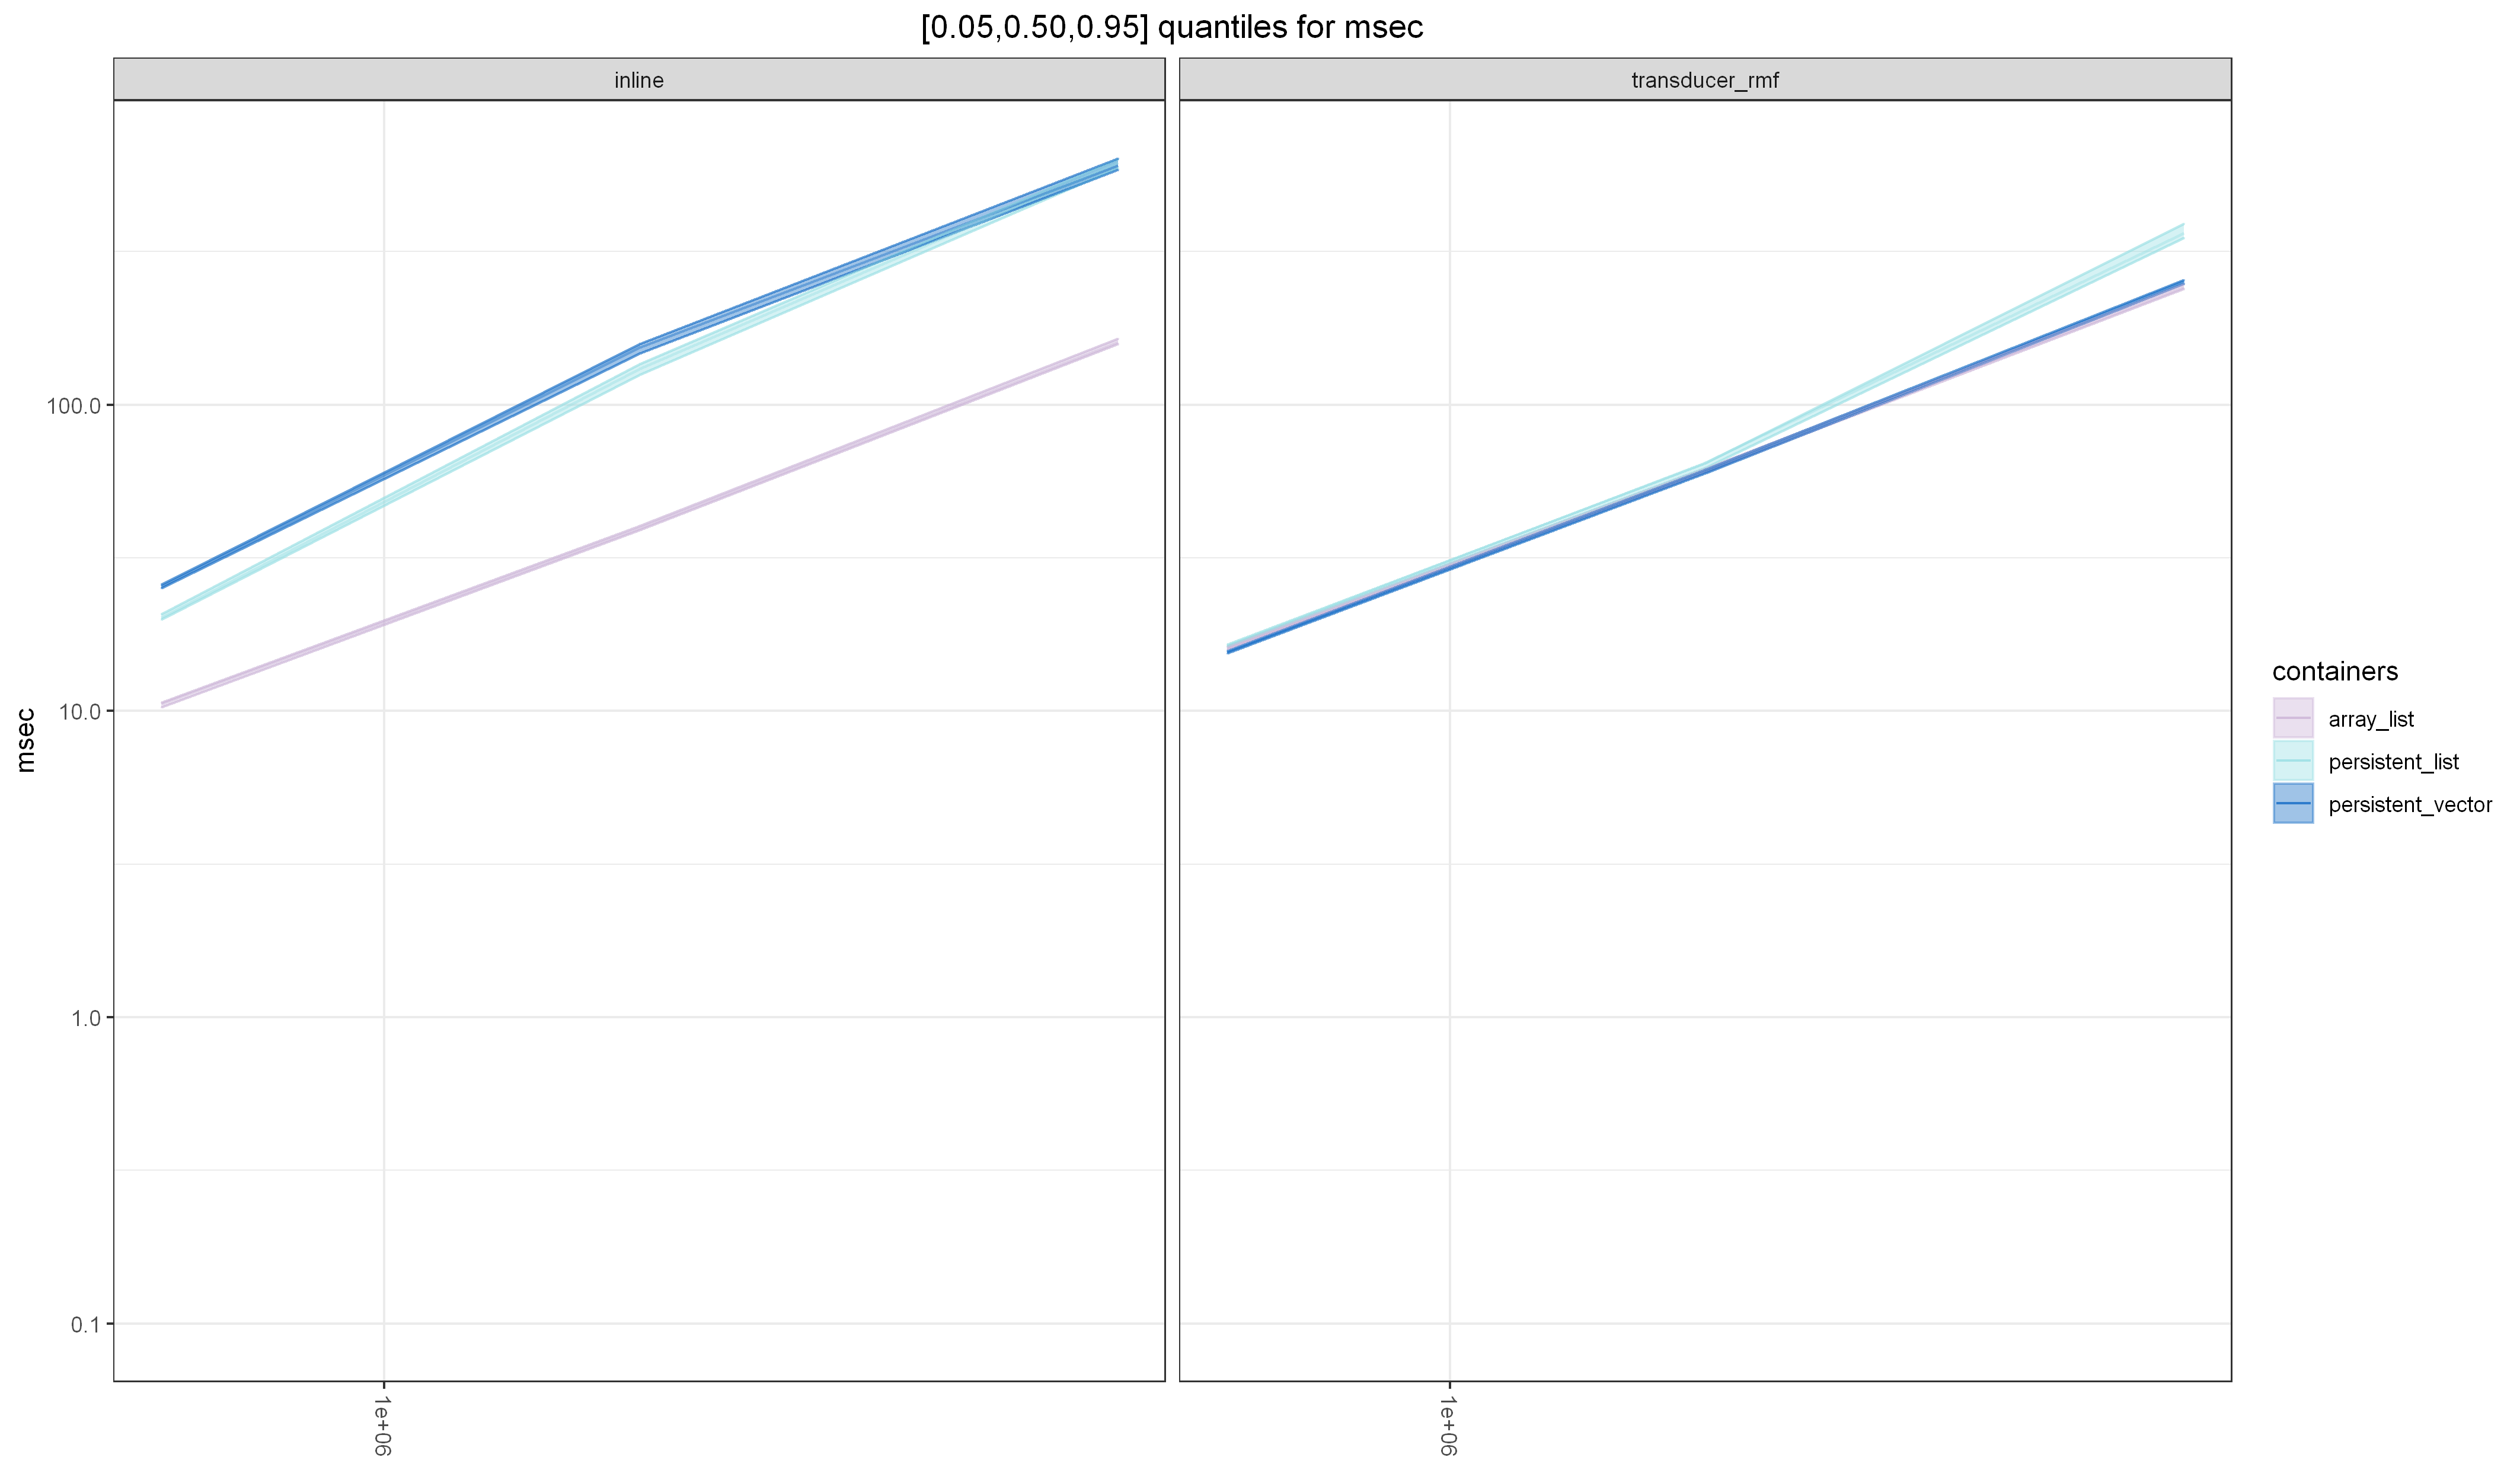 [0.05,0.50,0.95] quantiles for msec
inline
transducer_rmf
msec
100.0
10.0
1.0
0.1
1e+06
1e+06
containers
array_list
persistent_list
persistent_vector